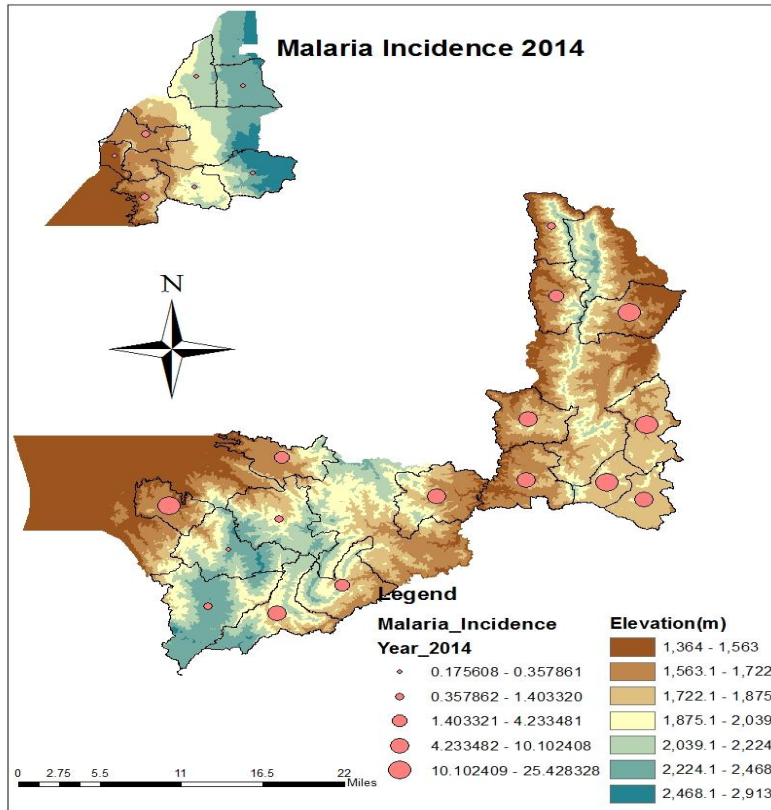 Malaria Incidence 2014
N
Legend
Malaria_Incidence
Year_2014
0.175608 - 0.357861
0.357862 - 1.403320
1.403321 - 4.233481
4.233482 - 10.102408
10.102409 - 25.428328
Elevation(m)
1,364 - 1,563
1,563.1 - 1,722
1,722.1 - 1,875
1,875.1 - 2,039
2,039.1 - 2,224
2,224.1 - 2,468
2,468.1 - 2,913
0 2.75 5.5 11 16.5 22
Miles